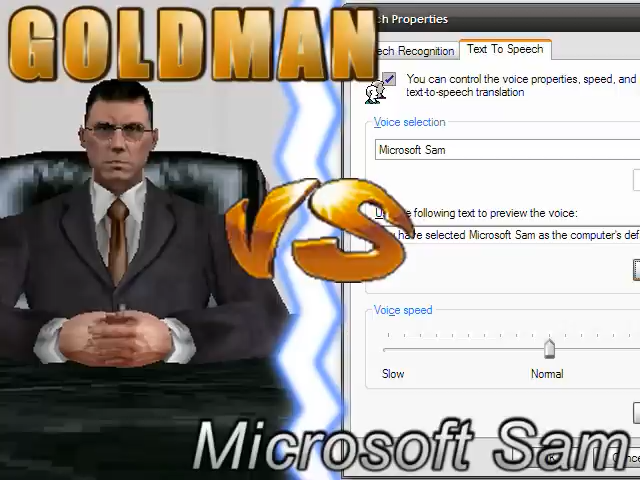 GOLDMAN
ch Properties
ech Recognition
Text To Speech
You can control the voice properties, speed, and
text-to-speech translation
Voice selection
Microsoft Sam
VS
following text to preview the voice:
have selected Microsoft Sam as the computer's def
Voice speed
Slow
Normal
Microsoft Sam